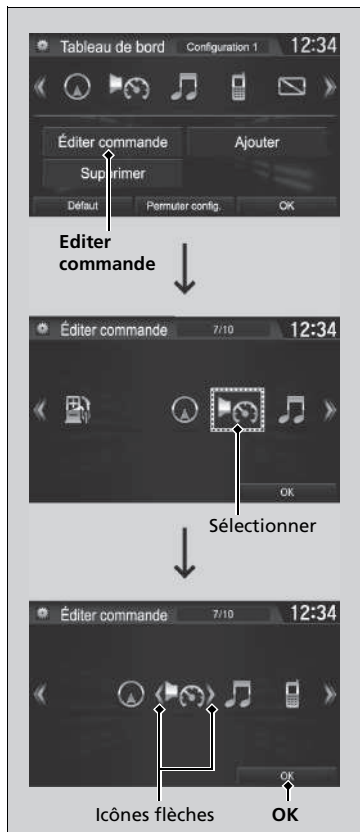 Tableau de bord Configuration 1 12:34
Éditer commande Ajouter
Supprimer
Défaut Permuter config. OK
Editer
commande
Éditer commande 7/10 12:34
OK
Sélectionner
Éditer commande 7/10 12:34
OK
Icônes flèches OK